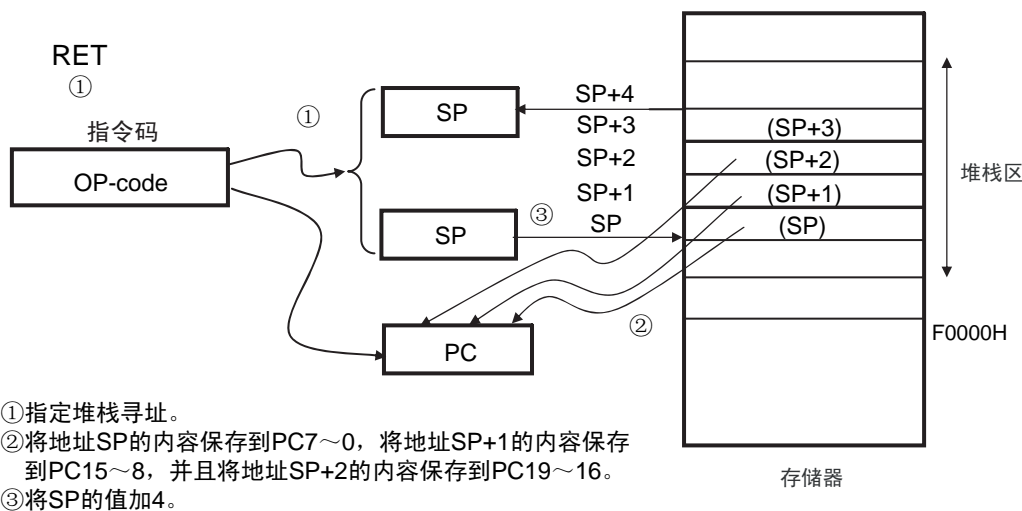 RET
①
指令码
OP-code
①
SP
SP
③
SP+4
SP+3
SP+2
SP+1
SP
(SP+3)
(SP+2)
(SP+1)
(SP)
堆栈区
②
PC
F0000H
存储器
①指定堆栈寻址。
②将地址SP的内容保存到PC7～0，将地址SP+1的内容保存
到PC15～8，并且将地址SP+2的内容保存到PC19～16。
③将SP的值加4。